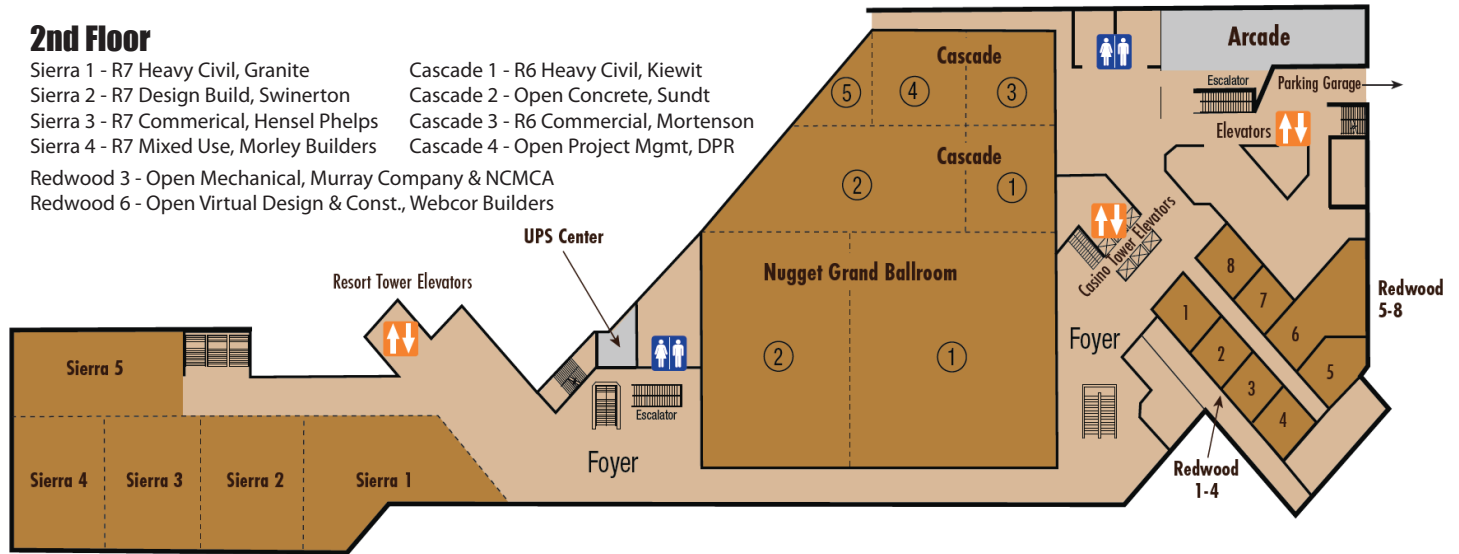 2nd Floor
Sierra 1 - R7 Heavy Civil, Granite
Sierra 2 - R7 Design Build, Swinerton
Sierra 3 - R7 Commerical, Hensel Phelps
Sierra 4 - R7 Mixed Use, Morley Builders
Cascade 1 - R6 Heavy Civil, Kiewit
Cascade 2 - Open Concrete, Sundt
Cascade 3 - R6 Commercial, Mortenson
Cascade 4 - Open Project Mgmt, DPR
Redwood 3 - Open Mechanical, Murray Company & NCMCA
Redwood 6 - Open Virtual Design & Const., Webcor Builders
Arcade
Cascade
5
4
3
Escalator
Parking Garage
Elevators
Cascade
2
1
UPS Center
Casino Tower Elevators
Nugget Grand Ballroom
Resort Tower Elevators
8
7
6
5
Redwood
5-8
1
2
3
4
Foyer
2
1
Sierra 5
Escalator
Foyer
Sierra 4
Sierra 3
Sierra 2
Sierra 1
Redwood
1-4